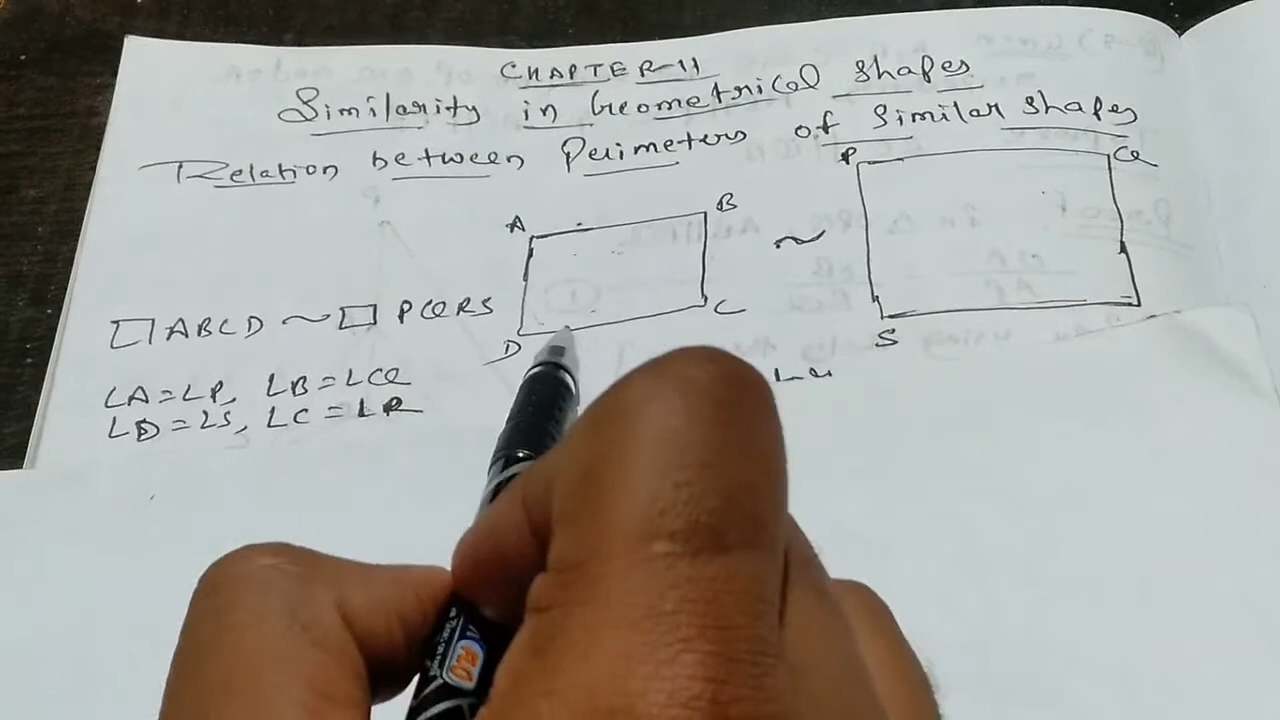 CHAPTER-11
Similarity in Geometrical shapes
Relation between Perimeters of Similar shapes
A B
~
P Q
D C
S
□ABCD ~ □ PQRS
∠A=∠P, ∠B=∠Q
∠D=∠S, ∠C=∠R